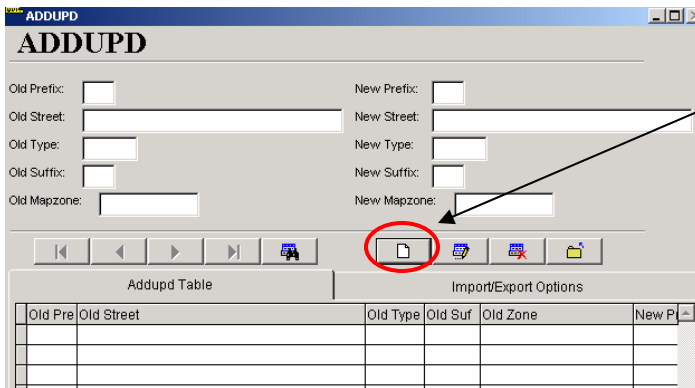 ADDUPD
ADDUPD
Old Prefix: New Prefix:
Old Street: New Street:
Old Type: New Type:
Old Suffix: New Suffix:
Old Mapzone: New Mapzone:
Addupd Table Import/Export Options
Old Pre Old Street Old Type Old Suf Old Zone New